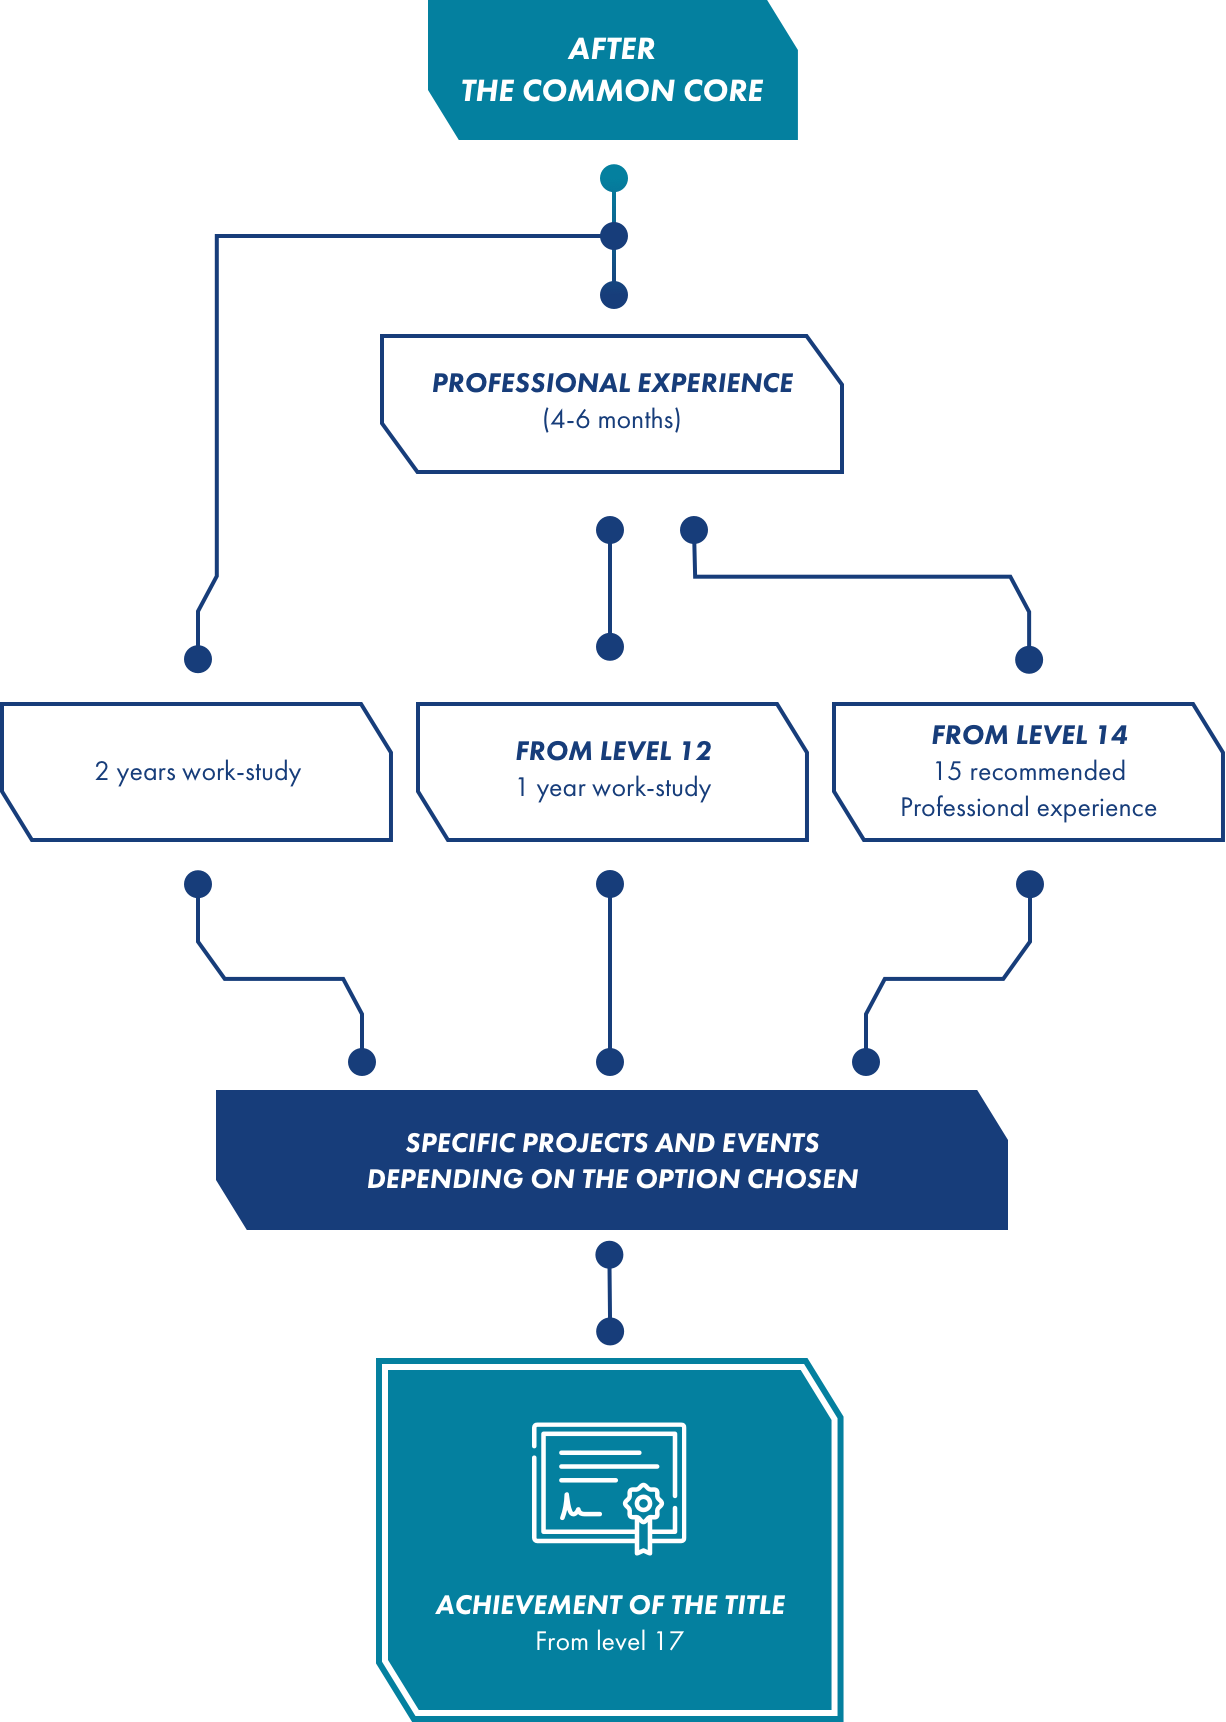 AFTER
THE COMMON CORE
PROFESSIONAL EXPERIENCE
(4-6 months)
2 years work-study
FROM LEVEL 12
1 year work-study
FROM LEVEL 14
15 recommended
Professional experience
SPECIFIC PROJECTS AND EVENTS
DEPENDING ON THE OPTION CHOSEN
ACHIEVEMENT OF THE TITLE
From level 17